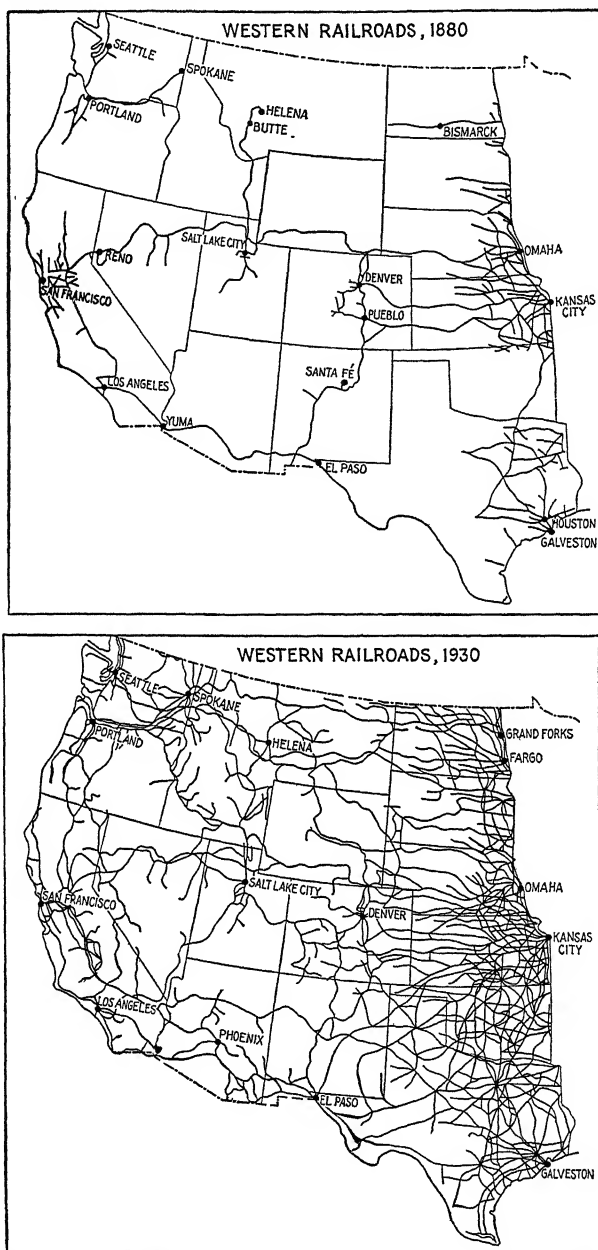 WESTERN RAILROADS, 1880
SEATTLE
SPOKANE
HELENA
PORTLAND
BUTTE
BISMARCK
SALT LAKE CITY
OMAHA
RENO
DENVER
SAN FRANCISCO
KANSAS
CITY
PUEBLO
SANTA FÉ
LOS ANGELES
YUMA
EL PASO
HOUSTON
GALVESTON
WESTERN RAILROADS, 1930
SEATTLE
SPOKANE
PORTLAND
GRAND FORKS
HELENA
FARGO
SALT LAKE CITY
OMAHA
SAN FRANCISCO
DENVER
KANSAS
CITY
LOS ANGELES
PHOENIX
EL PASO
GALVESTON